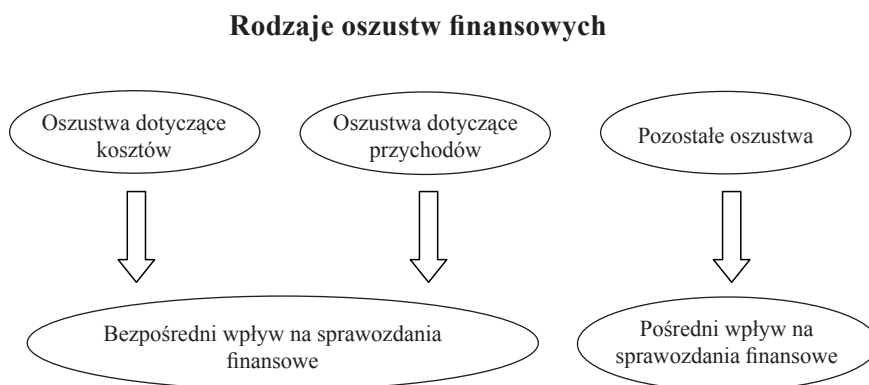 Rodzaje oszustw finansowych
Oszustwa dotyczące
kosztów
Oszustwa dotyczące
przychodów
Pozostałe oszustwa
Bezpośredni wpływ na sprawozdania
finansowe
Pośredni wpływ na
sprawozdania finansowe